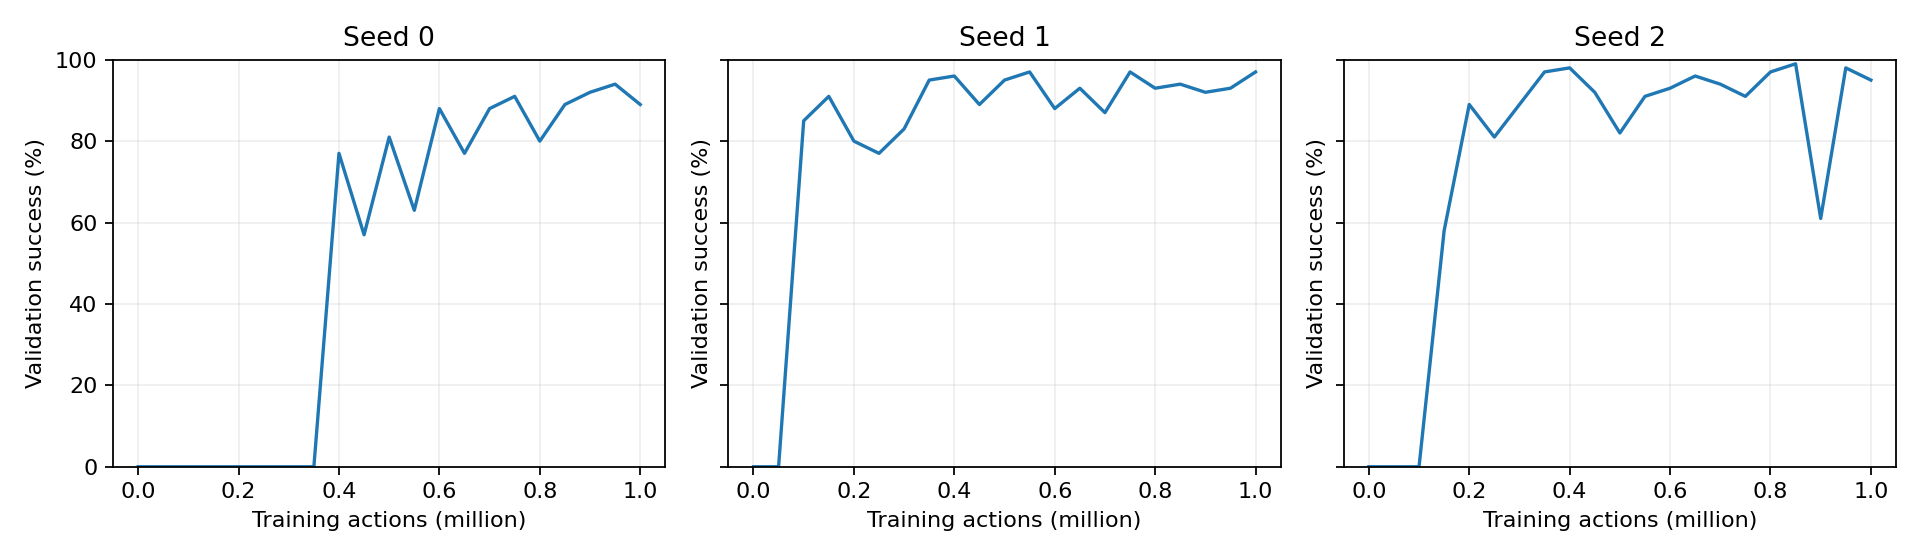 Seed 0
Validation success (%)
100
80
60
40
20
0
0.0 0.2 0.4 0.6 0.8 1.0
Training actions (million)
Seed 1
Validation success (%)
0.0 0.2 0.4 0.6 0.8 1.0
Training actions (million)
Seed 2
Validation success (%)
0.0 0.2 0.4 0.6 0.8 1.0
Training actions (million)